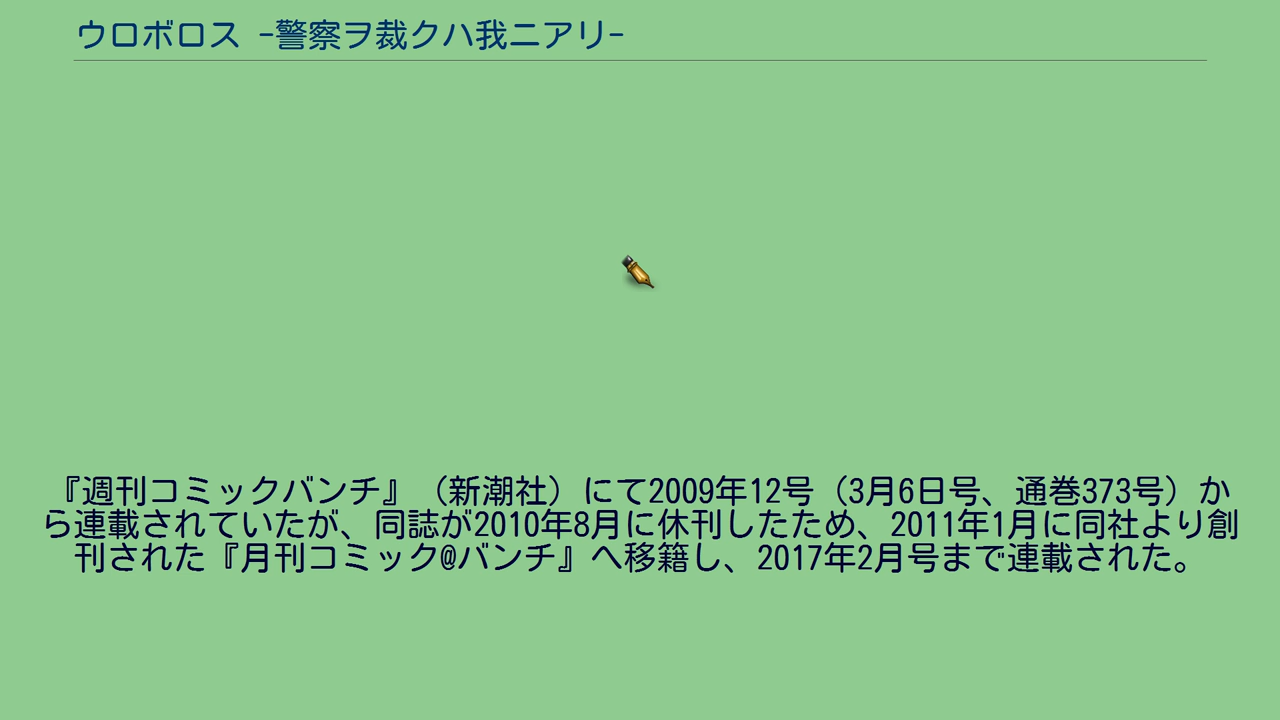 ウロボロス -警察ヲ裁クハ我ニアリ-
『週刊コミックバンチ』（新潮社）にて2009年12号（3月6日号、通巻373号）か
ら連載されていたが、同誌が2010年8月に休刊したため、2011年1月に同社より創
刊された『月刊コミック@バンチ』へ移籍し、2017年2月号まで連載された。